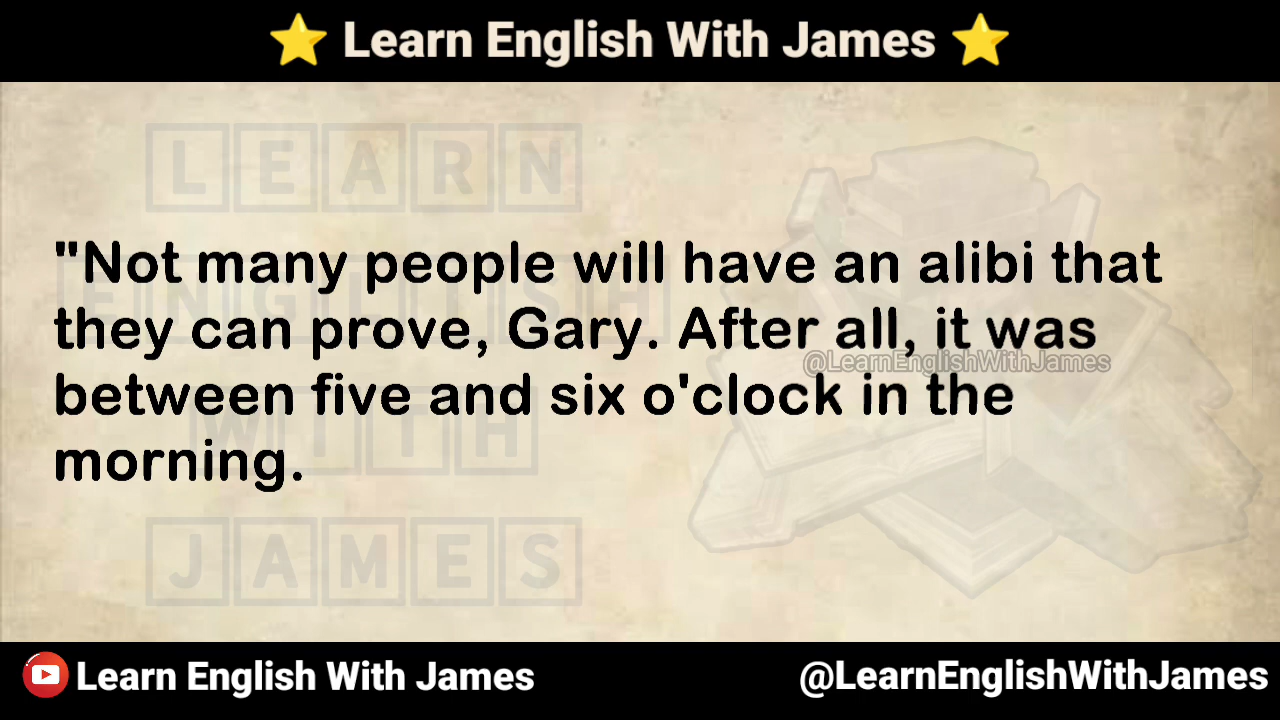 ⭐ Learn English With James ⭐
LEARN
"Not many people will have an alibi that
ENGLISH
they can prove, Gary. After all, it was
@LearnEnglishWithJames
between five and six o'clock in the
WITH
morning.
JAMES
Learn English With James
@LearnEnglishWithJames